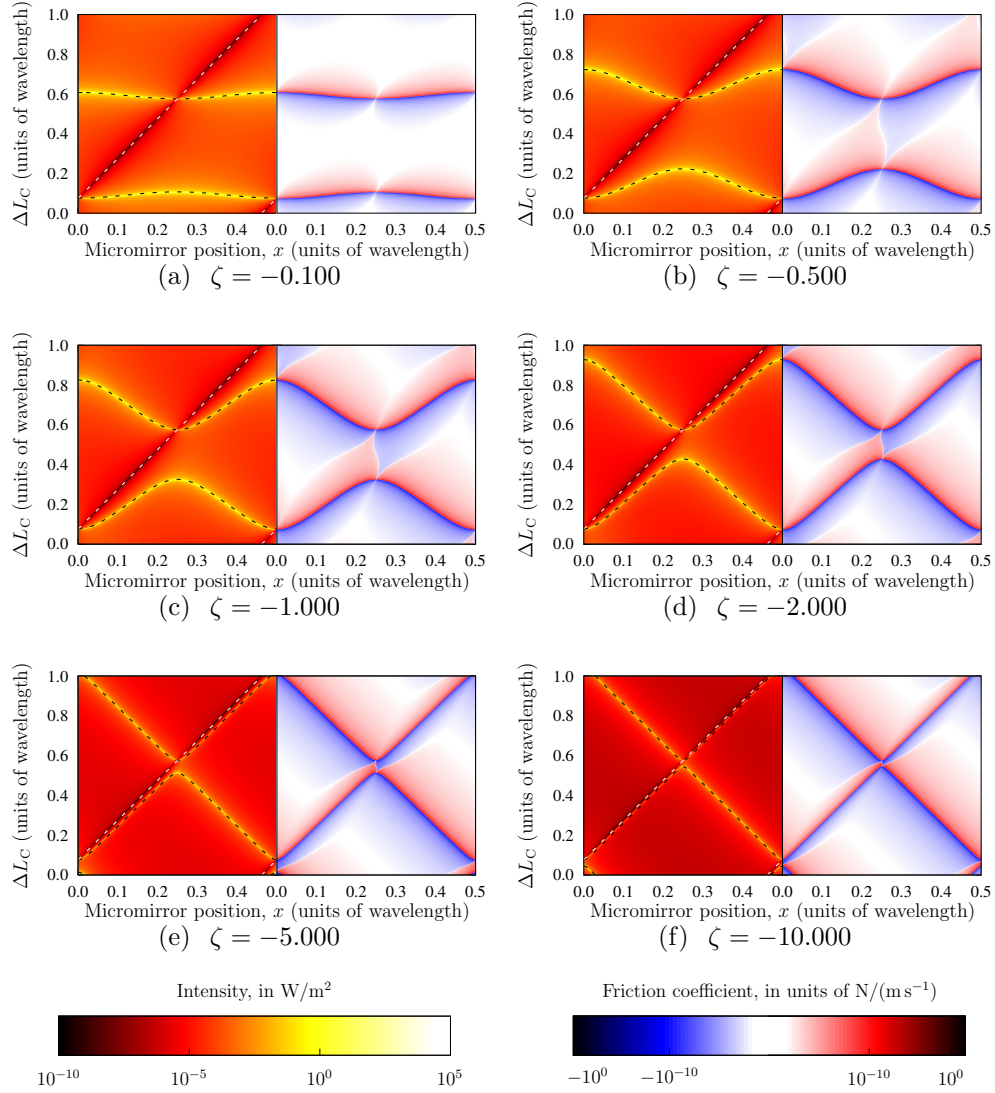 ΔL_C (units of wavelength)
1.0
0.8
0.6
0.4
0.2
0.0
0.0 0.1 0.2 0.3 0.4 0.0 0.1 0.2 0.3 0.4 0.5
Micromirror position, x (units of wavelength)
(a) ζ = −0.100
ΔL_C (units of wavelength)
1.0
0.8
0.6
0.4
0.2
0.0
0.0 0.1 0.2 0.3 0.4 0.0 0.1 0.2 0.3 0.4 0.5
Micromirror position, x (units of wavelength)
(b) ζ = −0.500
ΔL_C (units of wavelength)
1.0
0.8
0.6
0.4
0.2
0.0
0.0 0.1 0.2 0.3 0.4 0.0 0.1 0.2 0.3 0.4 0.5
Micromirror position, x (units of wavelength)
(c) ζ = −1.000
ΔL_C (units of wavelength)
1.0
0.8
0.6
0.4
0.2
0.0
0.0 0.1 0.2 0.3 0.4 0.0 0.1 0.2 0.3 0.4 0.5
Micromirror position, x (units of wavelength)
(d) ζ = −2.000
ΔL_C (units of wavelength)
1.0
0.8
0.6
0.4
0.2
0.0
0.0 0.1 0.2 0.3 0.4 0.0 0.1 0.2 0.3 0.4 0.5
Micromirror position, x (units of wavelength)
(e) ζ = −5.000
ΔL_C (units of wavelength)
1.0
0.8
0.6
0.4
0.2
0.0
0.0 0.1 0.2 0.3 0.4 0.0 0.1 0.2 0.3 0.4 0.5
Micromirror position, x (units of wavelength)
(f) ζ = −10.000
Intensity, in W/m²
10⁻¹⁰ 10⁻⁵ 10⁰ 10⁵
Friction coefficient, in units of N/(m s⁻¹)
−10⁰ −10⁻¹⁰ 10⁻¹⁰ 10⁰